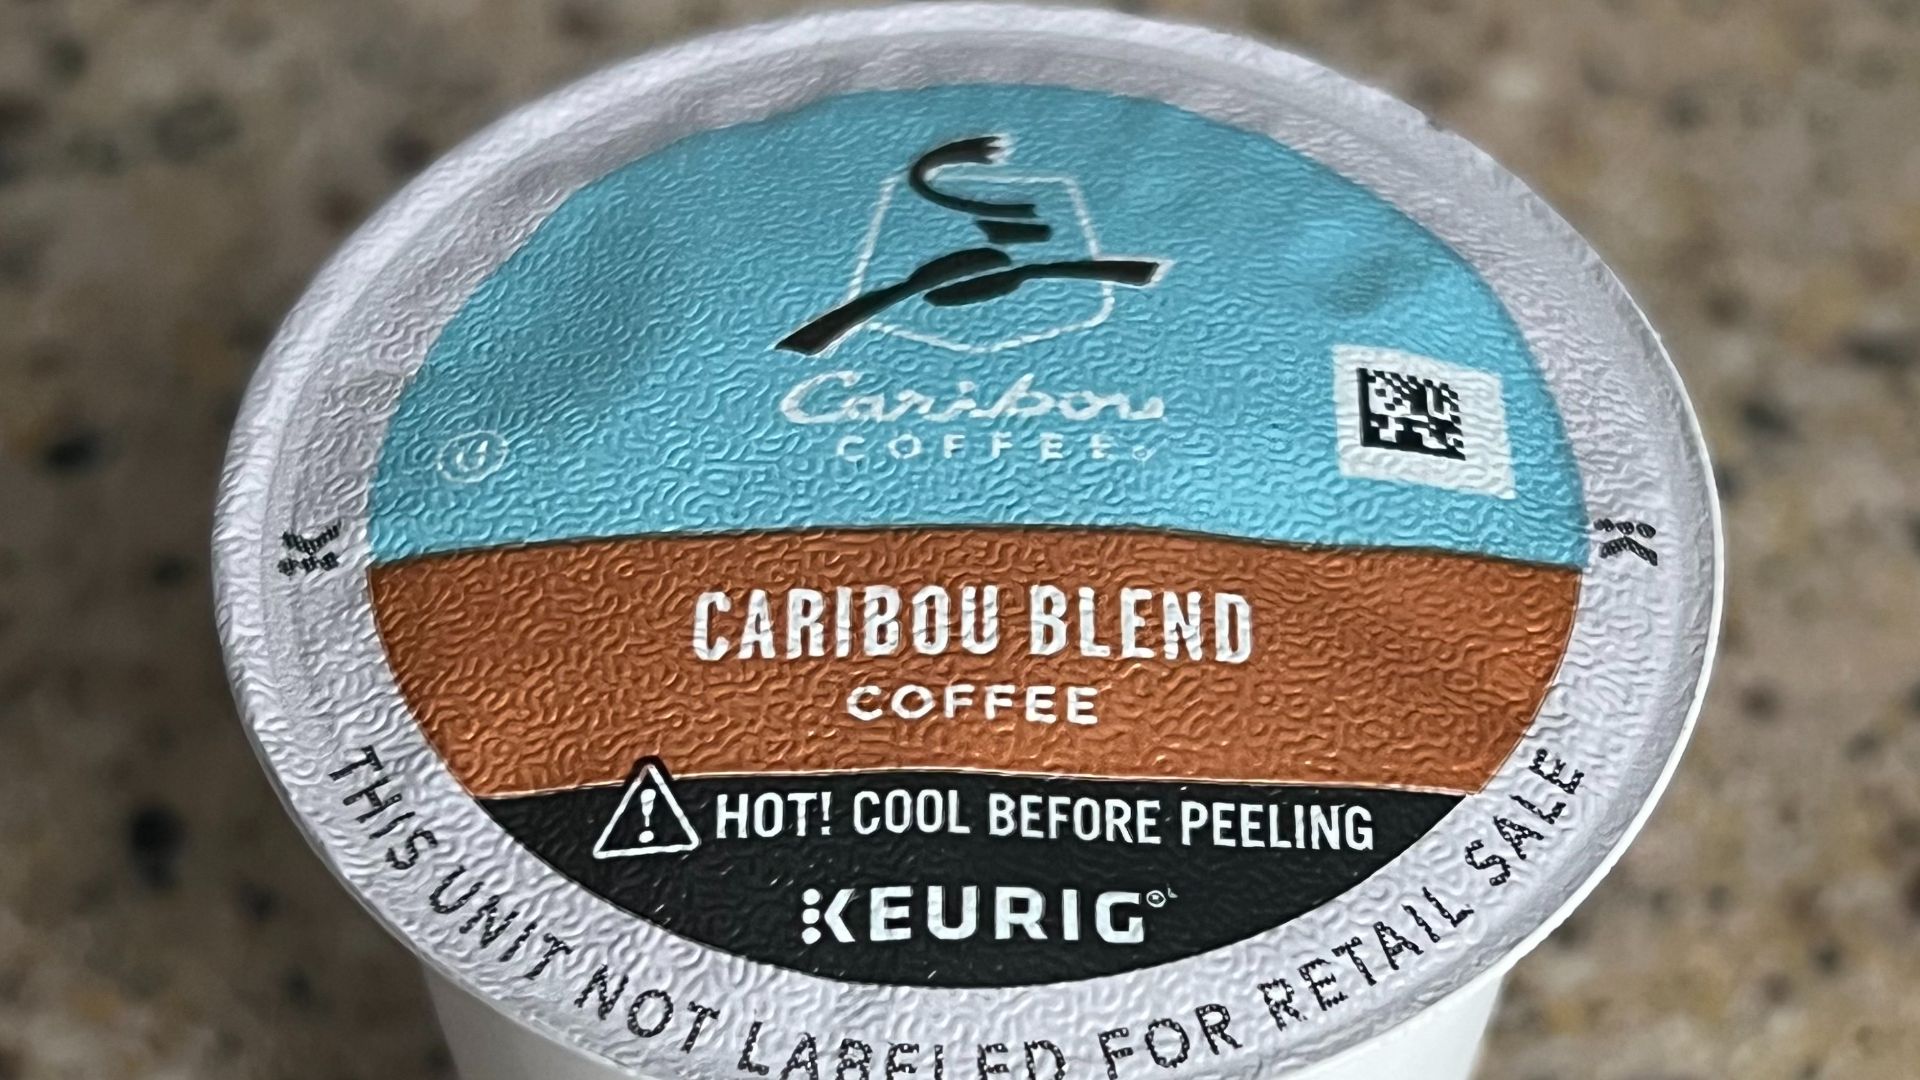 Caribou
COFFEE
CARIBOU BLEND
COFFEE
HOT! COOL BEFORE PEELING
KEURIG®
THIS UNIT NOT LABELED FOR RETAIL SALE